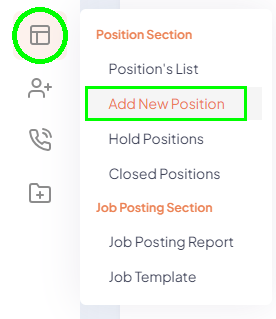 Position Section
Position's List
Add New Position
Hold Positions
Closed Positions
Job Posting Section
Job Posting Report
Job Template